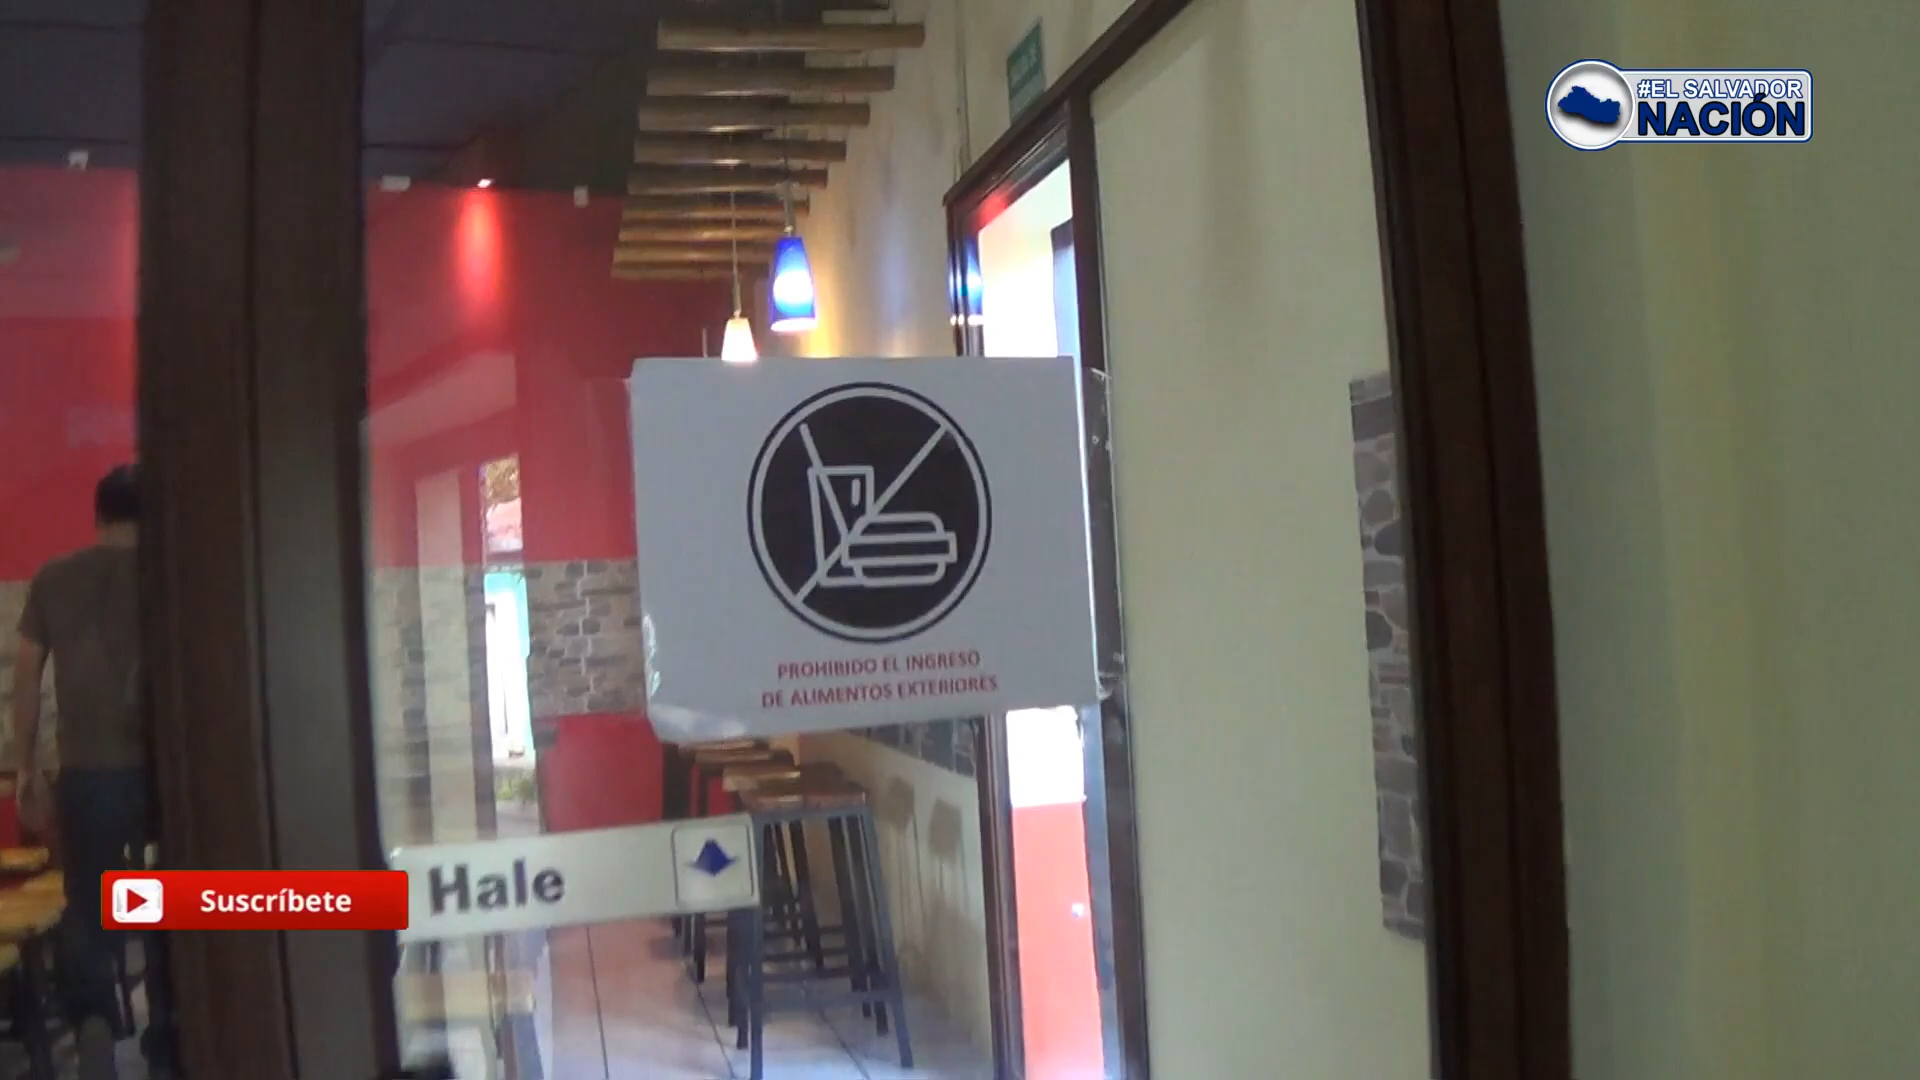 #EL SALVADOR
NACIÓN
PROHIBIDO EL INGRESO
DE ALIMENTOS EXTERIORES
Hale
Suscríbete